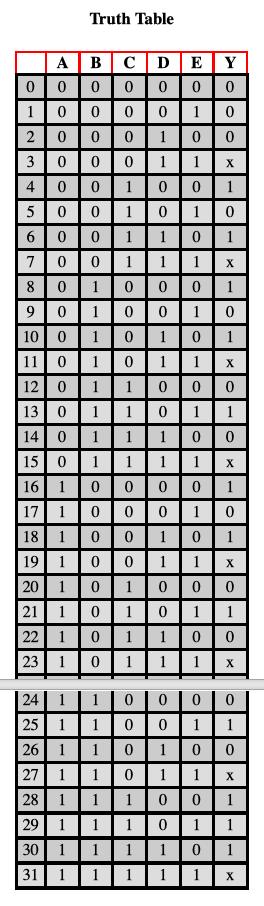 Truth Table
A B C D E Y
0 0 0 0 0 0 0
1 0 0 0 0 1 0
2 0 0 0 1 0 0
3 0 0 0 1 1 x
4 0 0 1 0 0 1
5 0 0 1 0 1 0
6 0 0 1 1 0 1
7 0 0 1 1 1 x
8 0 1 0 0 0 1
9 0 1 0 0 1 0
10 0 1 0 1 0 1
11 0 1 0 1 1 x
12 0 1 1 0 0 0
13 0 1 1 0 1 1
14 0 1 1 1 0 0
15 0 1 1 1 1 x
16 1 0 0 0 0 1
17 1 0 0 0 1 0
18 1 0 0 1 0 1
19 1 0 0 1 1 x
20 1 0 1 0 0 0
21 1 0 1 0 1 1
22 1 0 1 1 0 0
23 1 0 1 1 1 x
24 1 1 0 0 0 0
25 1 1 0 0 1 1
26 1 1 0 1 0 0
27 1 1 0 1 1 x
28 1 1 1 0 0 1
29 1 1 1 0 1 1
30 1 1 1 1 0 1
31 1 1 1 1 1 x